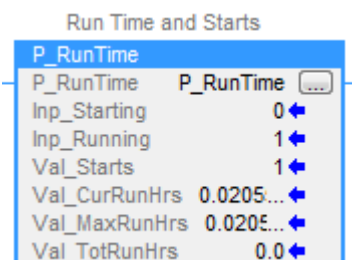 Run Time and Starts
P_RunTime
P_RunTime P_RunTime ...
Inp_Starting 0
Inp_Running 1
Val_Starts 1
Val_CurRunHrs 0.0205...
Val_MaxRunHrs 0.0205...
Val_TotRunHrs 0.0